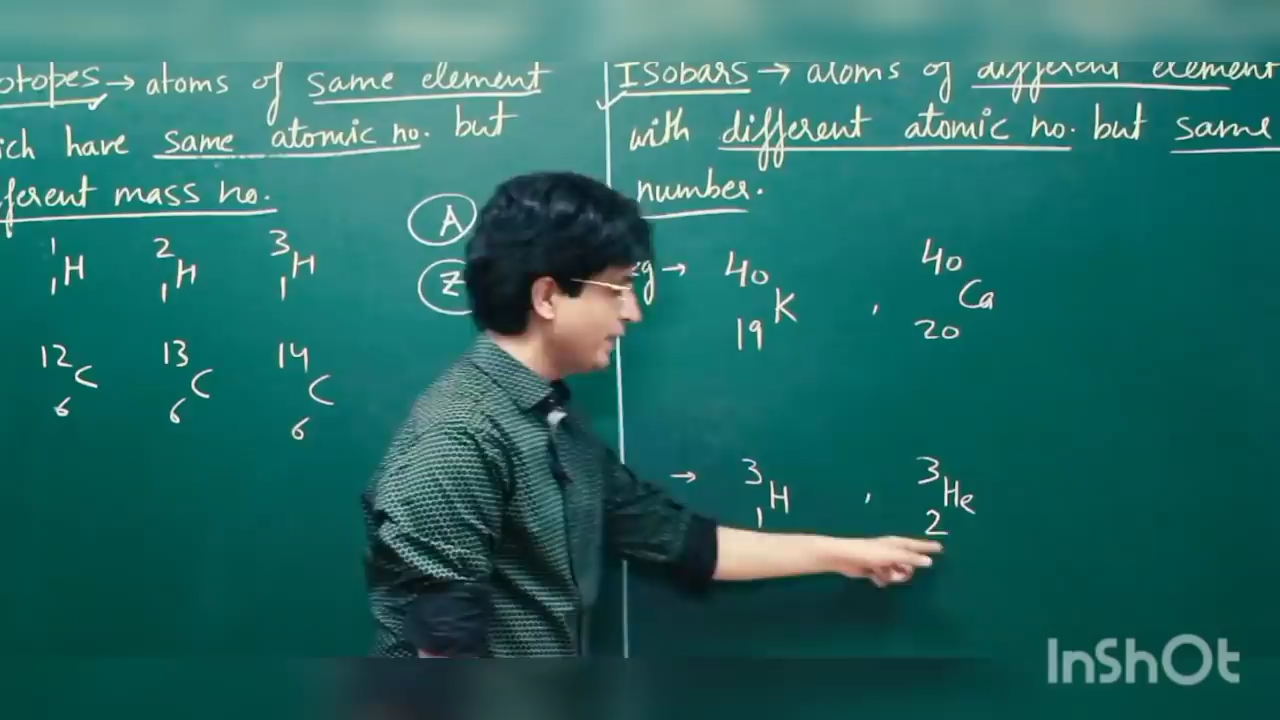 otopes → atoms of same element
ich have same atomic no. but
fferent mass no.
1 1 H 2 1 H 3 1 H
12 6 C 13 6 C 14 6 C
A
Z
Isobars → atoms of different element
with different atomic no. but same
number.
eg → 40 19 K , 40 20 Ca
→ 3 1 H , 3 2 He
InShOt